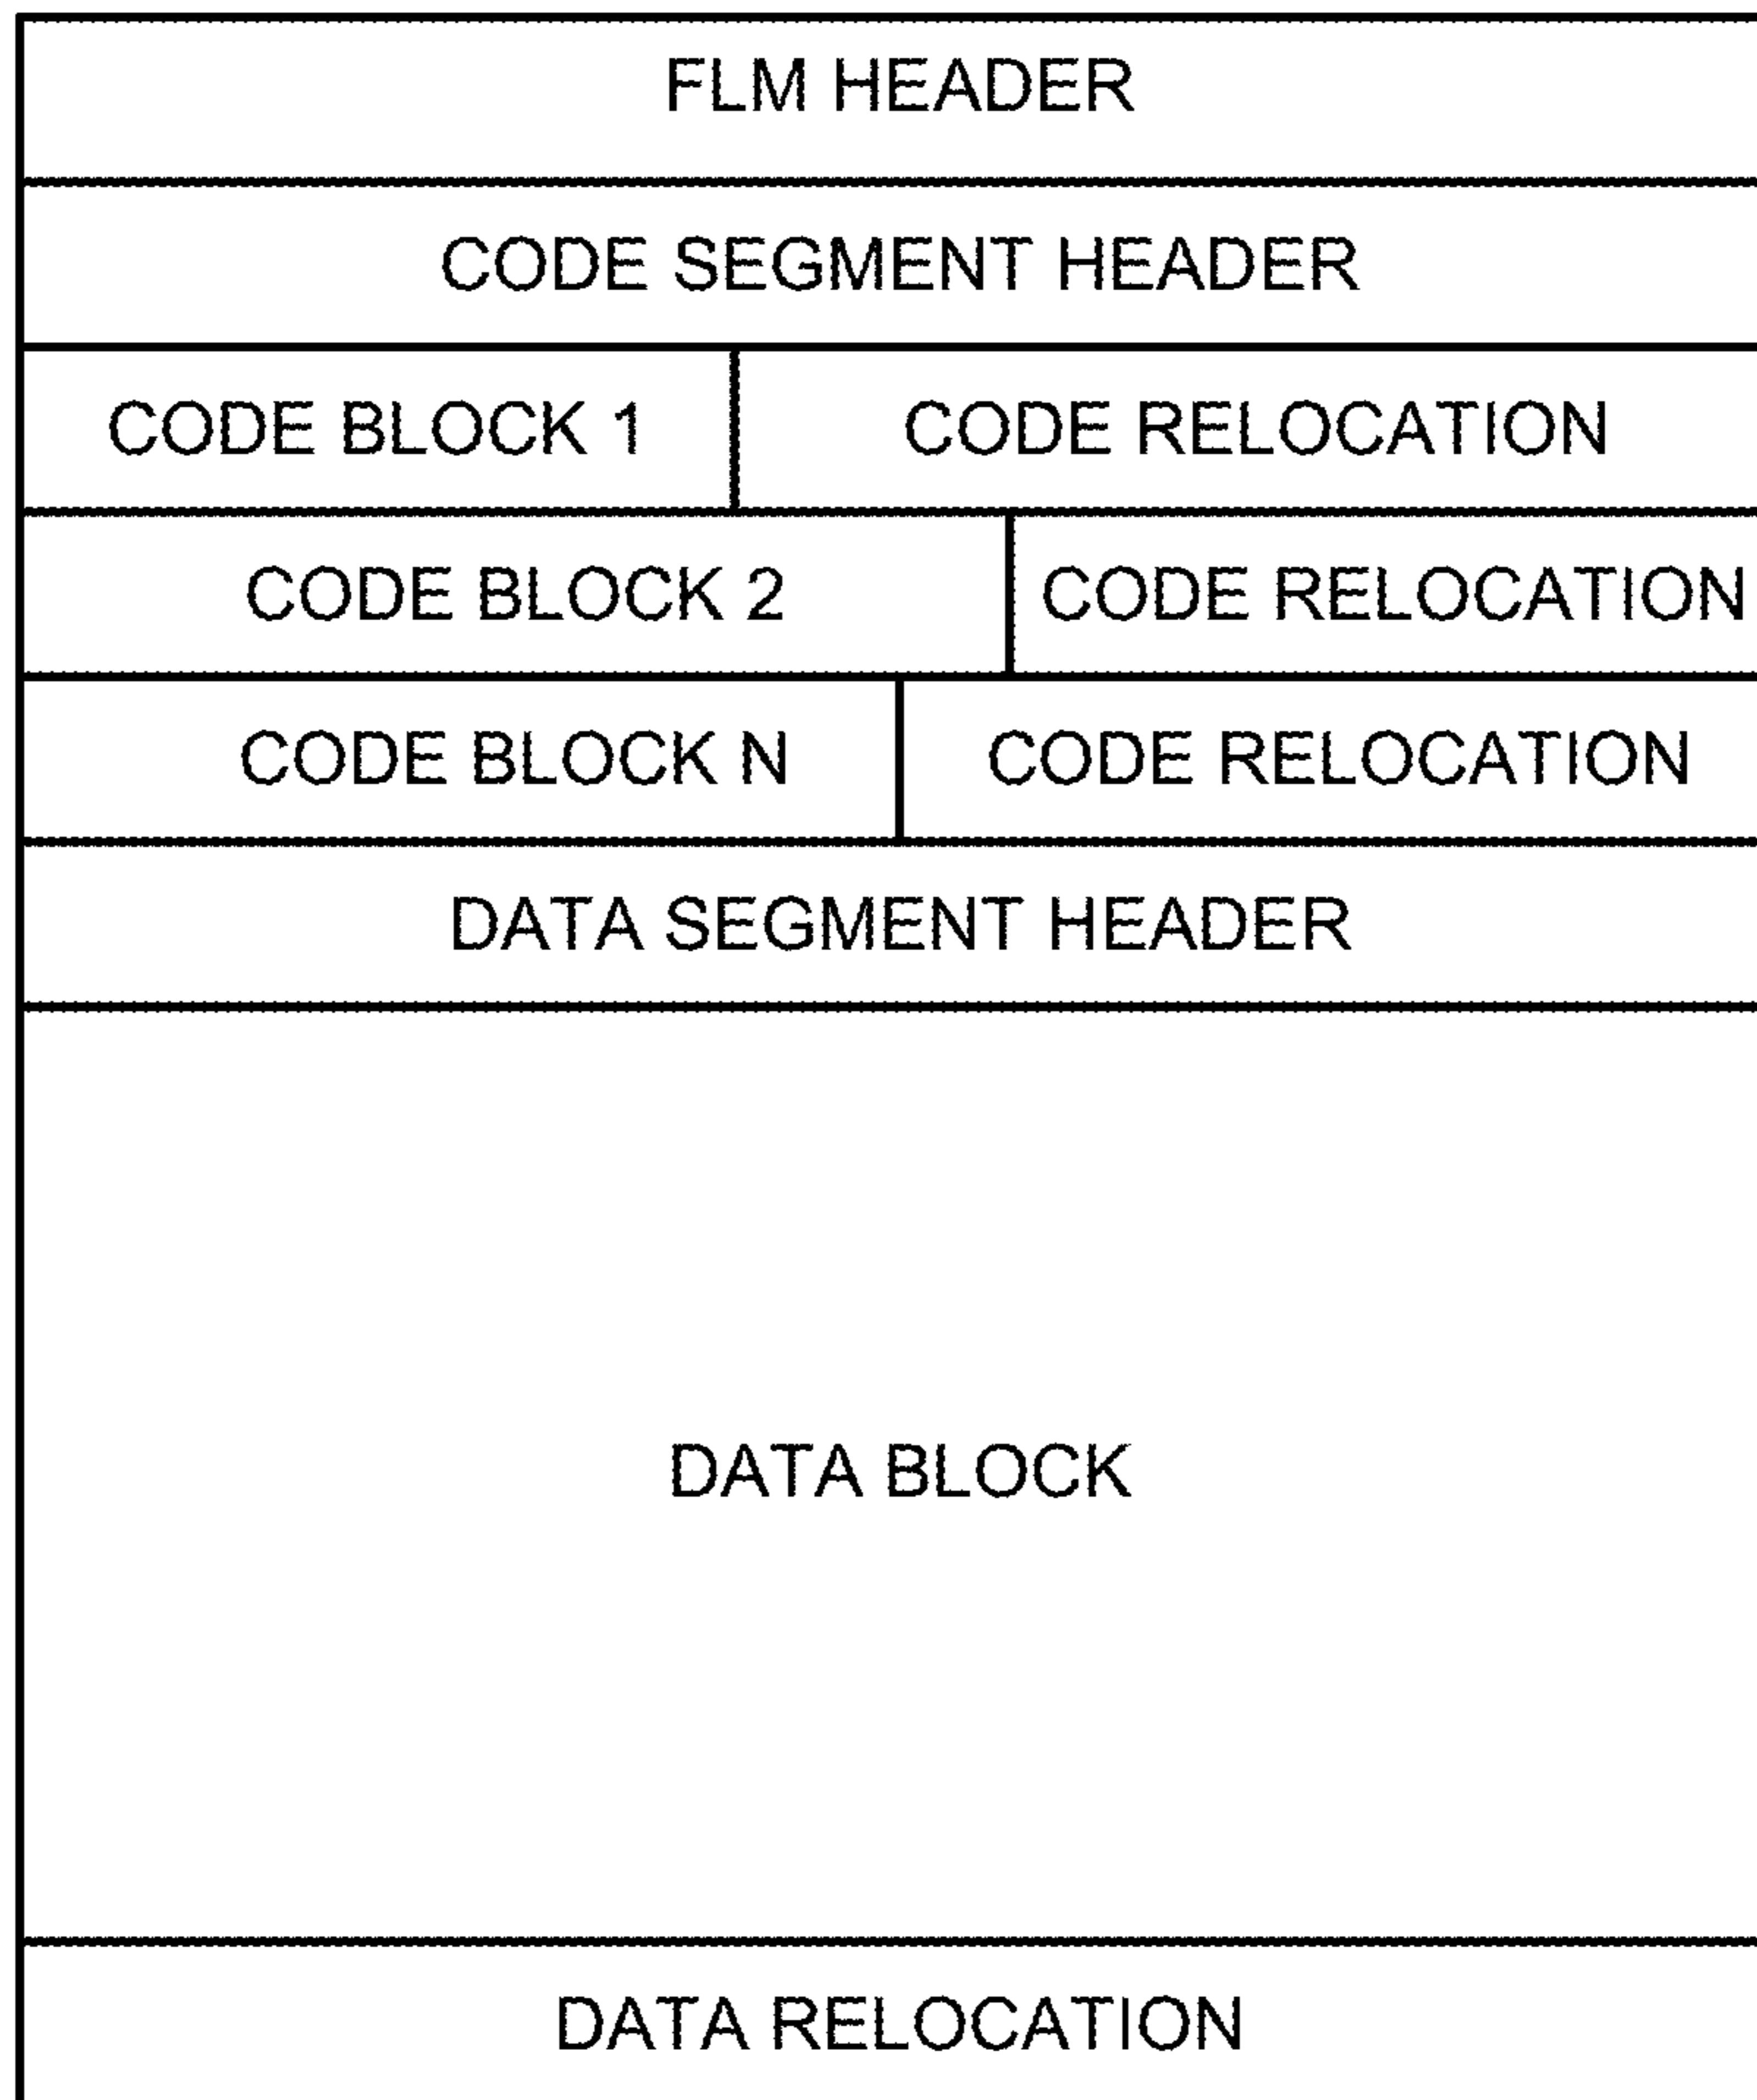 FLM HEADER
CODE SEGMENT HEADER
CODE BLOCK 1 CODE RELOCATION
CODE BLOCK 2 CODE RELOCATION
CODE BLOCK N CODE RELOCATION
DATA SEGMENT HEADER
DATA BLOCK
DATA RELOCATION